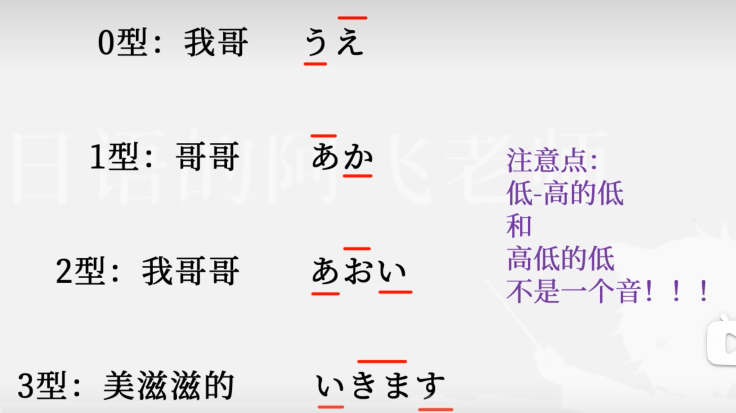 0型：我哥 うえ
1型：哥哥 あか
2型：我哥哥 あおい
3型：美滋滋的 いきます
注意点：
低-高的低
和
高低的低
不是一个音！！！
日语的阿飞老师